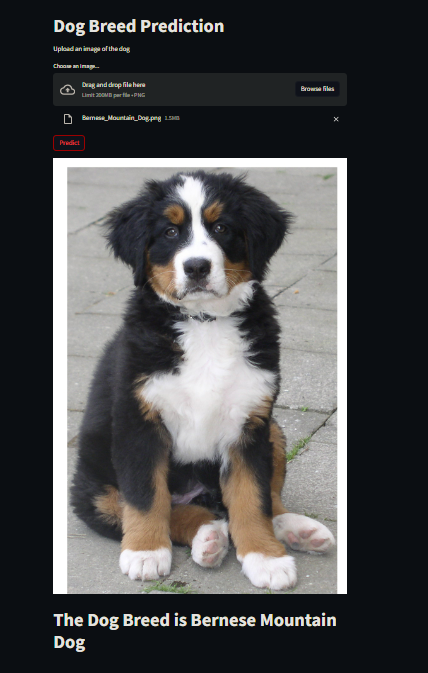 Dog Breed Prediction
Upload an image of the dog
Choose an image...
Drag and drop file here
Limit 200MB per file • PNG
Browse files
Bernese_Mountain_Dog.png 1.5MB
Predict
The Dog Breed is Bernese Mountain
Dog